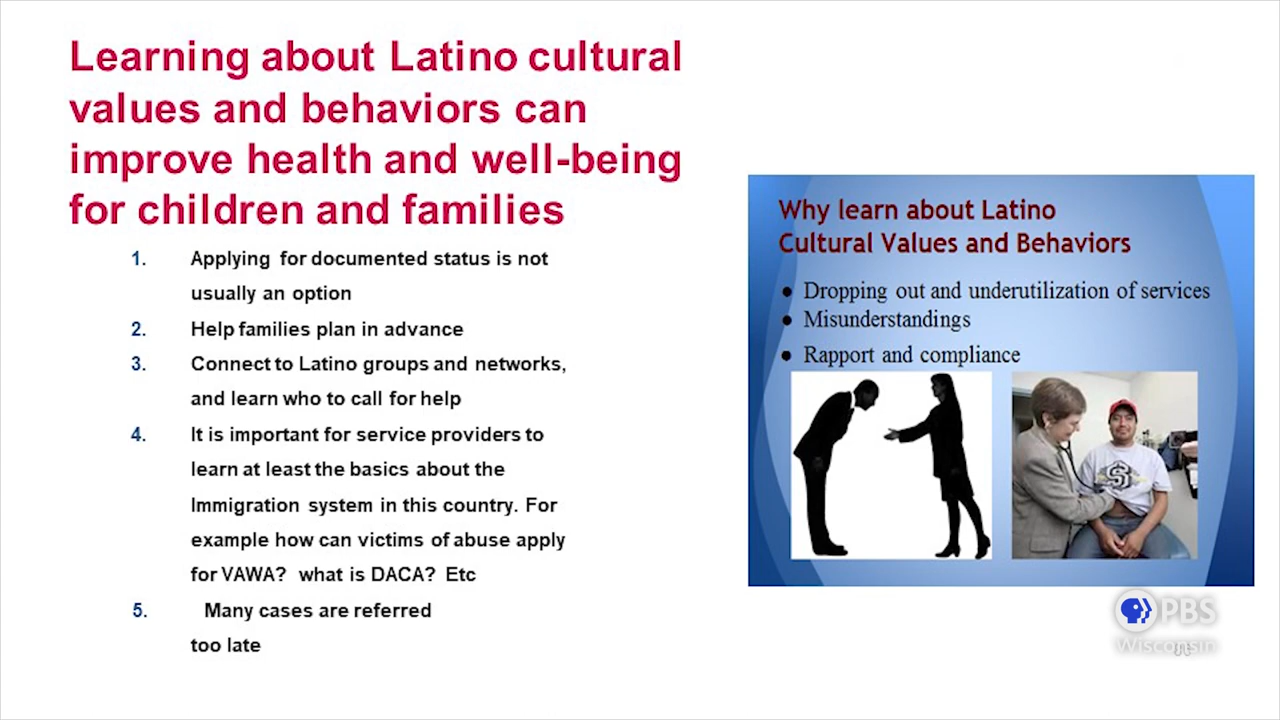 Learning about Latino cultural
values and behaviors can
improve health and well-being
for children and families
1. Applying for documented status is not
usually an option
2. Help families plan in advance
3. Connect to Latino groups and networks,
and learn who to call for help
4. It is important for service providers to
learn at least the basics about the
Immigration system in this country. For
example how can victims of abuse apply
for VAWA? what is DACA? Etc
5. Many cases are referred
too late
Why learn about Latino
Cultural Values and Behaviors
● Dropping out and underutilization of services
● Misunderstandings
● Rapport and compliance
PBS
Wisconsin